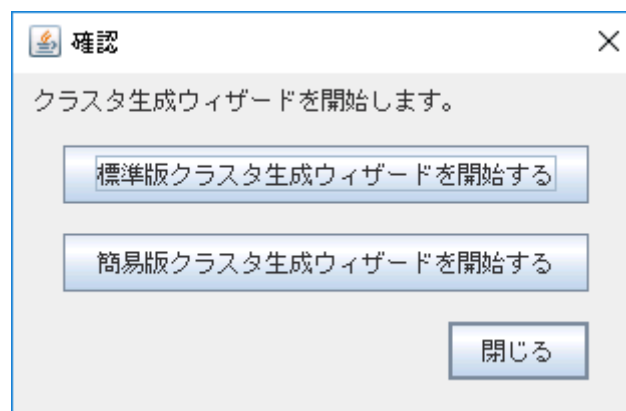 確認
クラスタ生成ウィザードを開始します。
標準版クラスタ生成ウィザードを開始する
簡易版クラスタ生成ウィザードを開始する
閉じる